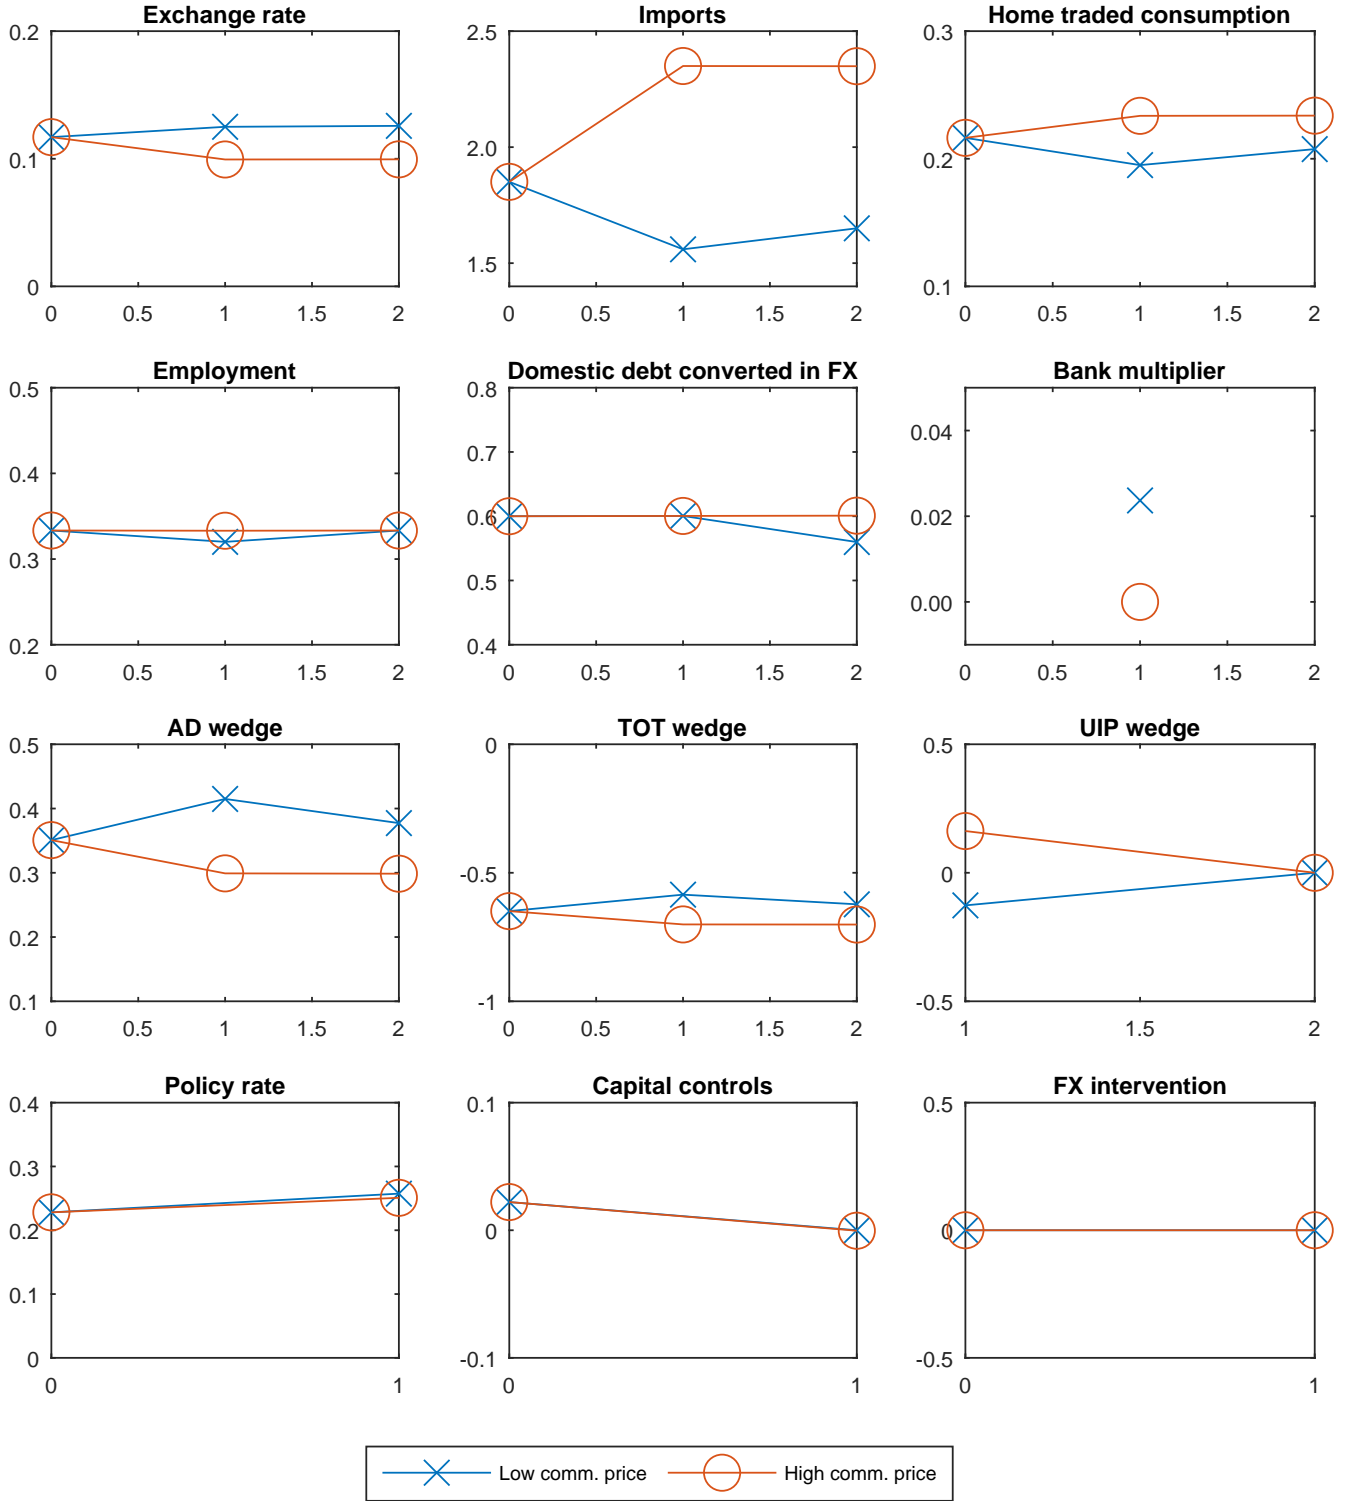 Exchange rate
0.2
0.1
0
0 0.5 1 1.5 2
Imports
2.5
2.0
1.5
0 0.5 1 1.5 2
Home traded consumption
0.3
0.2
0.1
0 0.5 1 1.5 2
Employment
0.5
0.4
0.3
0.2
0 0.5 1 1.5 2
Domestic debt converted in FX
0.8
0.7
0.6
0.5
0.4
0 0.5 1 1.5 2
Bank multiplier
0.04
0.02
0.00
0 0.5 1 1.5 2
AD wedge
0.5
0.4
0.3
0.2
0.1
0 0.5 1 1.5 2
TOT wedge
0
-0.5
-1
0 0.5 1 1.5 2
UIP wedge
0.5
0
-0.5
1 1.5 2
Policy rate
0.4
0.3
0.2
0.1
0
0 1
Capital controls
0.1
0
-0.1
0 1
FX intervention
0.5
0
-0.5
0 1
Low comm. price High comm. price